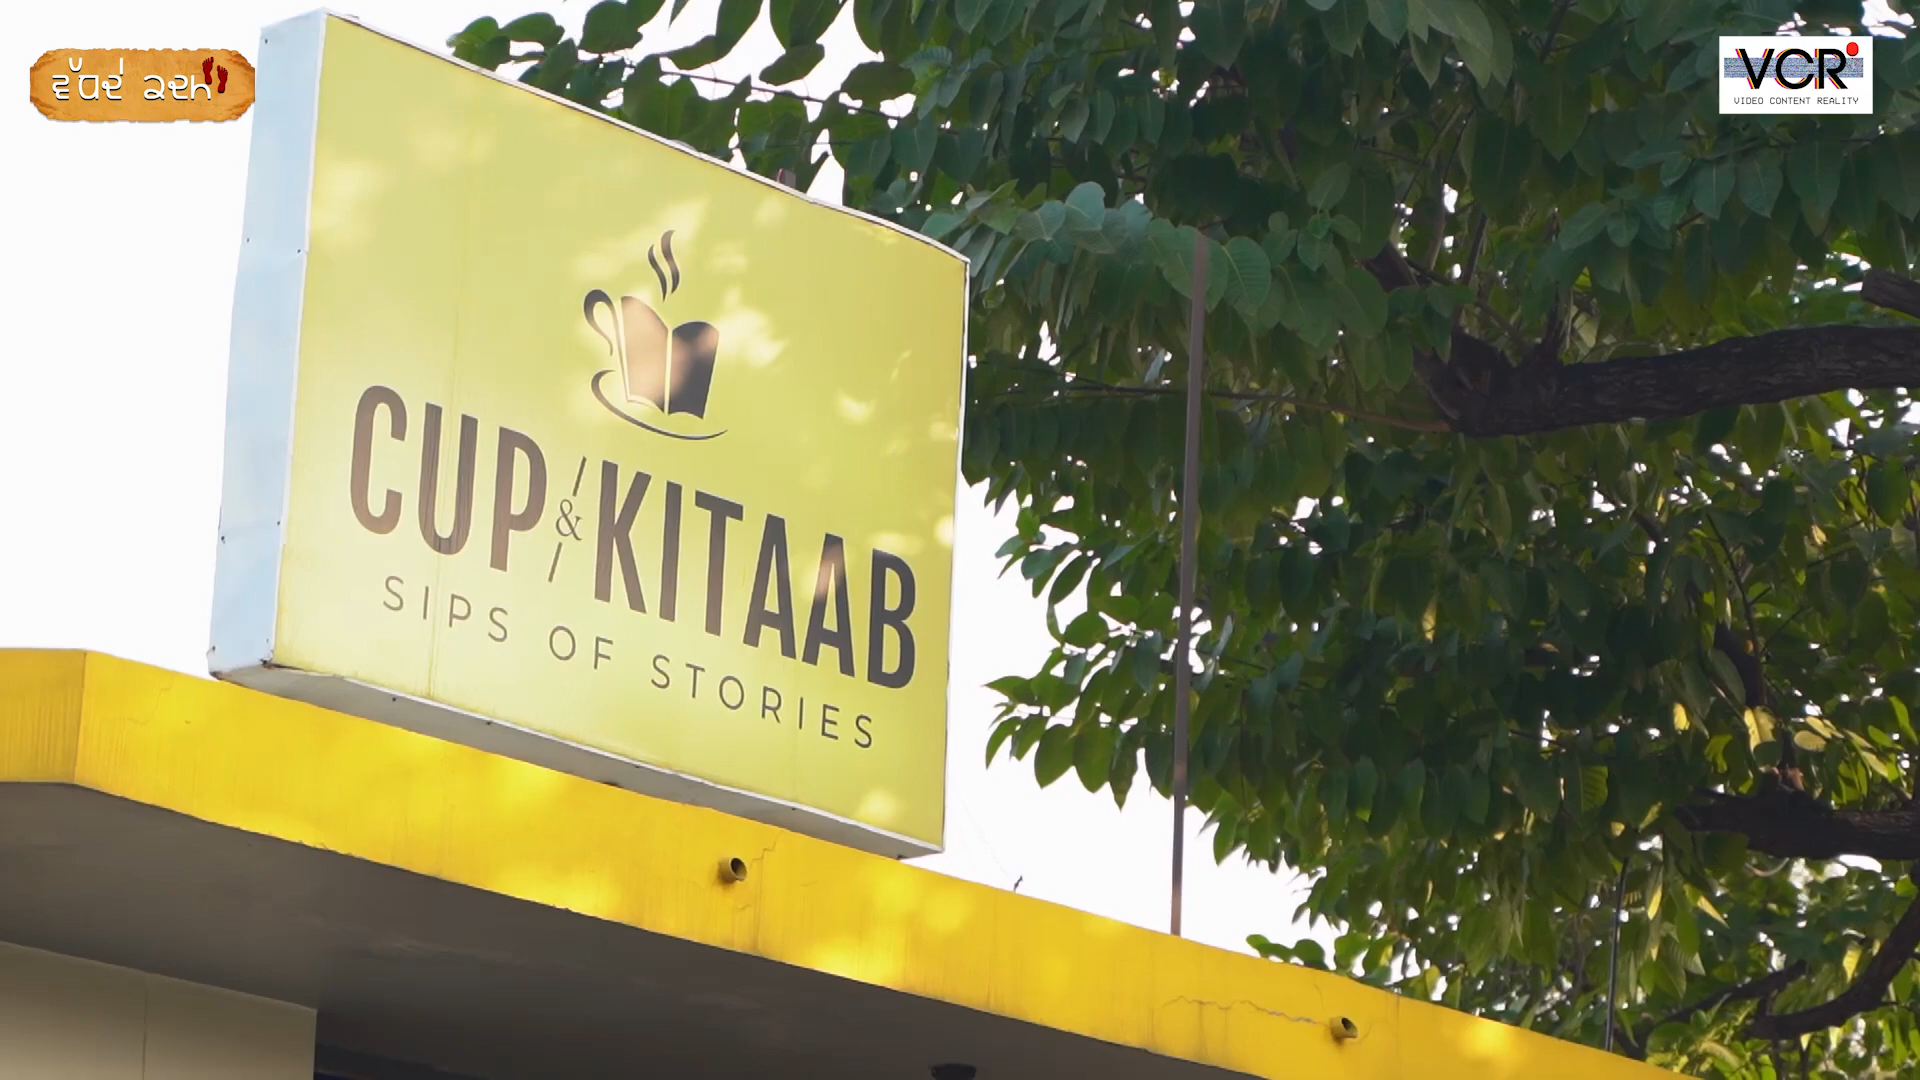 ਵੱਧਦੇ ਕਦਮ
VCR
VIDEO CONTENT REALITY
CUP & KITAAB
SIPS OF STORIES